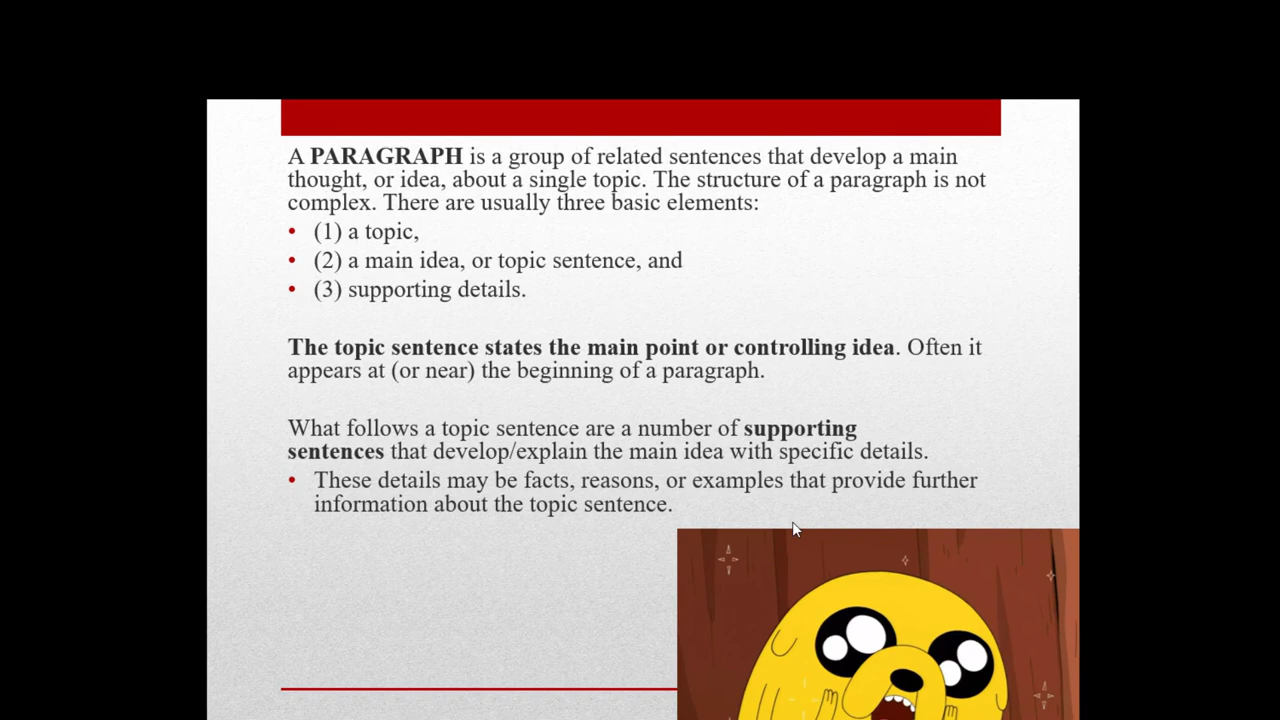 A PARAGRAPH is a group of related sentences that develop a main
thought, or idea, about a single topic. The structure of a paragraph is not
complex. There are usually three basic elements:
• (1) a topic,
• (2) a main idea, or topic sentence, and
• (3) supporting details.
The topic sentence states the main point or controlling idea. Often it
appears at (or near) the beginning of a paragraph.
What follows a topic sentence are a number of supporting
sentences that develop/explain the main idea with specific details.
• These details may be facts, reasons, or examples that provide further
information about the topic sentence.